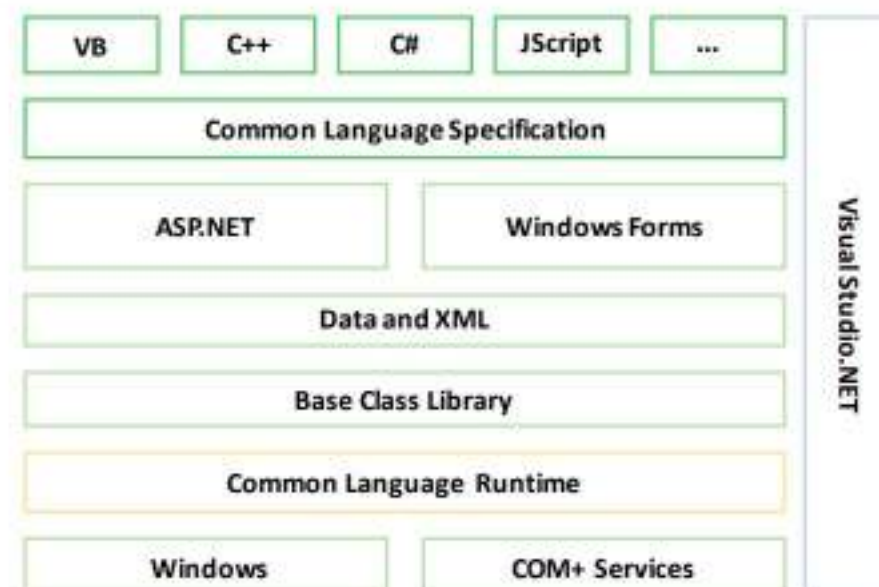 VB
C++
C#
JScript
...
Common Language Specification
ASP.NET
Windows Forms
Data and XML
Base Class Library
Common Language Runtime
Windows
COM+ Services
Visual Studio.NET